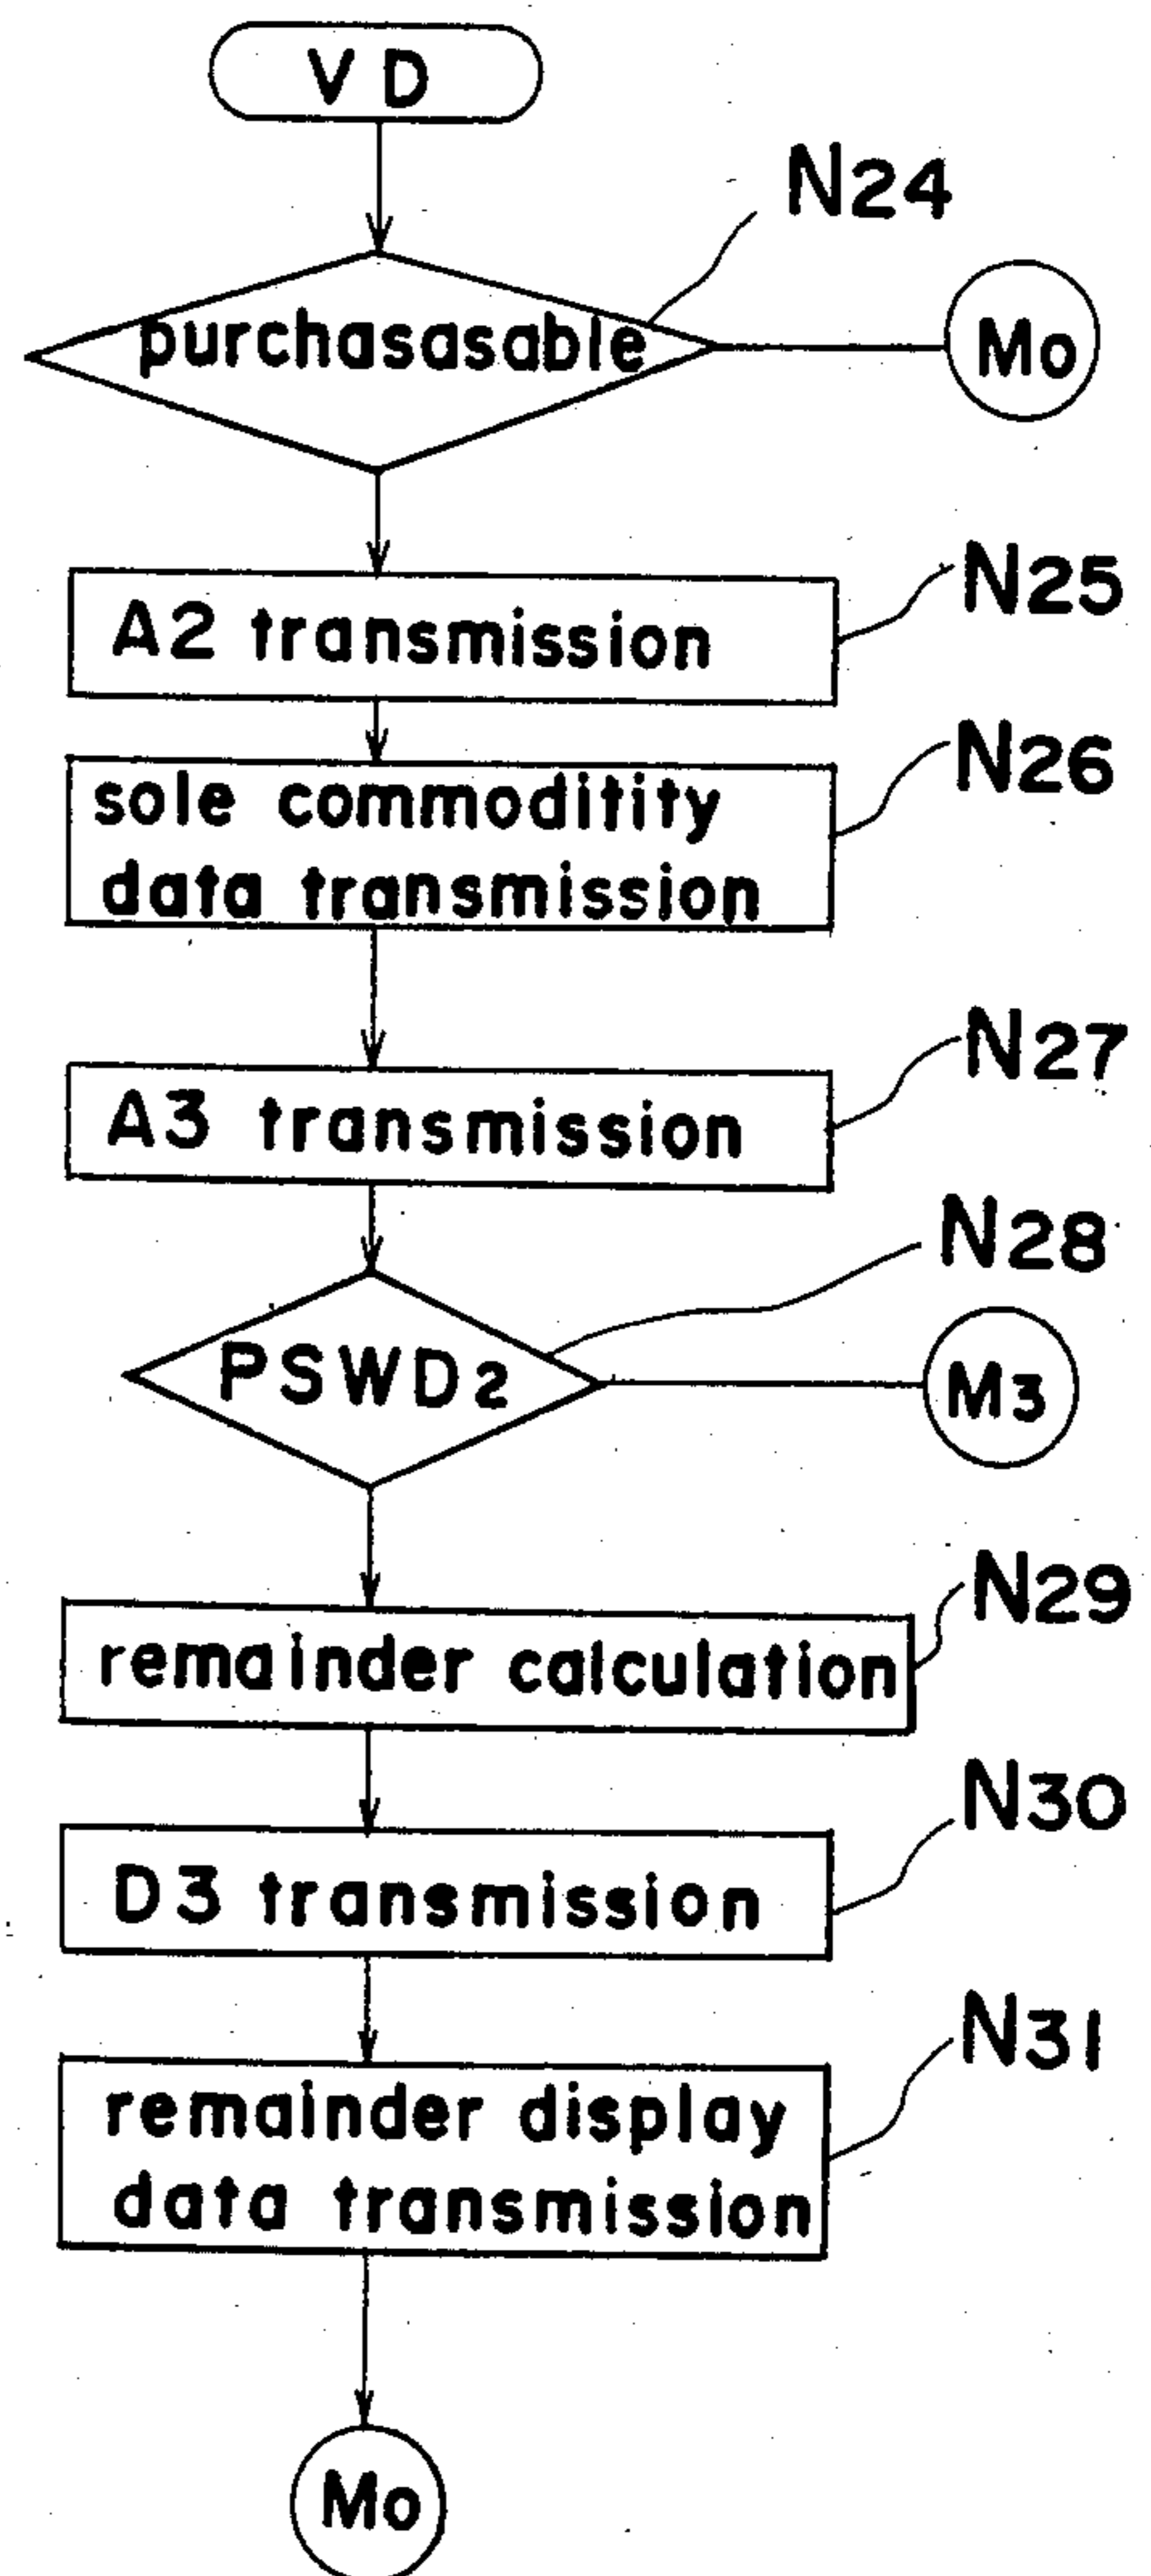 VD
N24
purchasasable
Mo
A2 transmission
N25
sole commoditity
data transmission
N26
A3 transmission
N27
PSWD2
N28
M3
remainder calculation
N29
D3 transmission
N30
remainder display
data transmission
N31
Mo